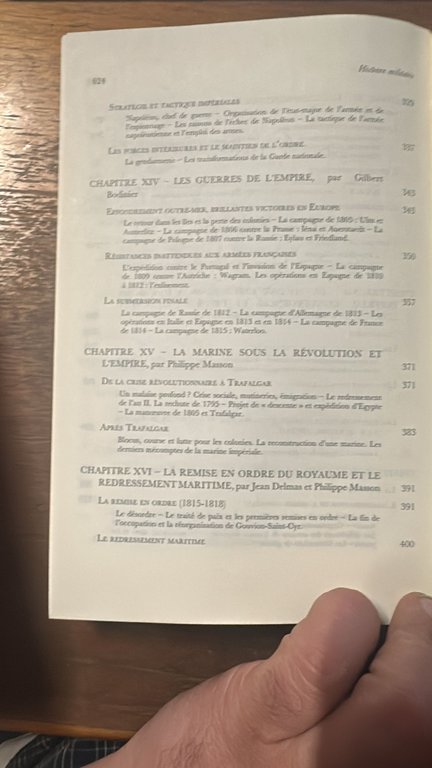 624
Histoire militaire
STRATÉGIE ET TACTIQUE IMPÉRIALES 325
Napoléon, chef de guerre – Organisation de l'état-major de l'armée et de
l'espionnage – Les raisons de l'échec de Napoléon – La tactique de l'armée
napoléonienne et l'emploi des armes.
LES FORCES INTÉRIEURES ET LE MAINTIEN DE L'ORDRE 337
La gendarmerie – Les transformations de la Garde nationale.
CHAPITRE XIV – LES GUERRES DE L'EMPIRE, par Gilbert
Bodinier 343
EFFONDREMENT OUTRE-MER, BRILLANTES VICTOIRES EN EUROPE 343
Le retour dans les îles et la perte des colonies – La campagne de 1805 : Ulm et
Austerlitz – La campagne de 1806 contre la Prusse : Iéna et Auerstaedt – La
campagne de Pologne de 1807 contre la Russie : Eylau et Friedland.
RÉSISTANCES INATTENDUES AUX ARMÉES FRANÇAISES 350
L'expédition contre le Portugal et l'invasion de l'Espagne – La campagne
de 1809 contre l'Autriche : Wagram. Les opérations en Espagne de 1809
à 1812 : l'enlisement.
LA SUBMERSION FINALE 357
La campagne de Russie de 1812 – La campagne d'Allemagne de 1813 – Les
opérations en Italie et Espagne en 1813 et en 1814 – La campagne de France
de 1814 – La campagne de 1815 : Waterloo.
CHAPITRE XV – LA MARINE SOUS LA RÉVOLUTION ET
L'EMPIRE, par Philippe Masson 371
DE LA CRISE RÉVOLUTIONNAIRE À TRAFALGAR 371
Un malaise profond ? Crise sociale, mutineries, émigration – Le redressement
de l'an II. La rechute de 1795 – Projet de « descente » et expédition d'Egypte
– La manœuvre de 1805 et Trafalgar.
APRÈS TRAFALGAR 383
Blocus, course et lutte pour les colonies. La reconstruction d'une marine. Les
derniers mécomptes de la marine impériale.
CHAPITRE XVI – LA REMISE EN ORDRE DU ROYAUME ET LE
REDRESSEMENT MARITIME, par Jean Delmas et Philippe Masson 391
LA REMISE EN ORDRE (1815-1818) 391
Le désordre – Le traité de paix et les premières remises en ordre – La fin de
l'occupation et la réorganisation de Gouvion-Saint-Cyr.
LE REDRESSEMENT MARITIME 400